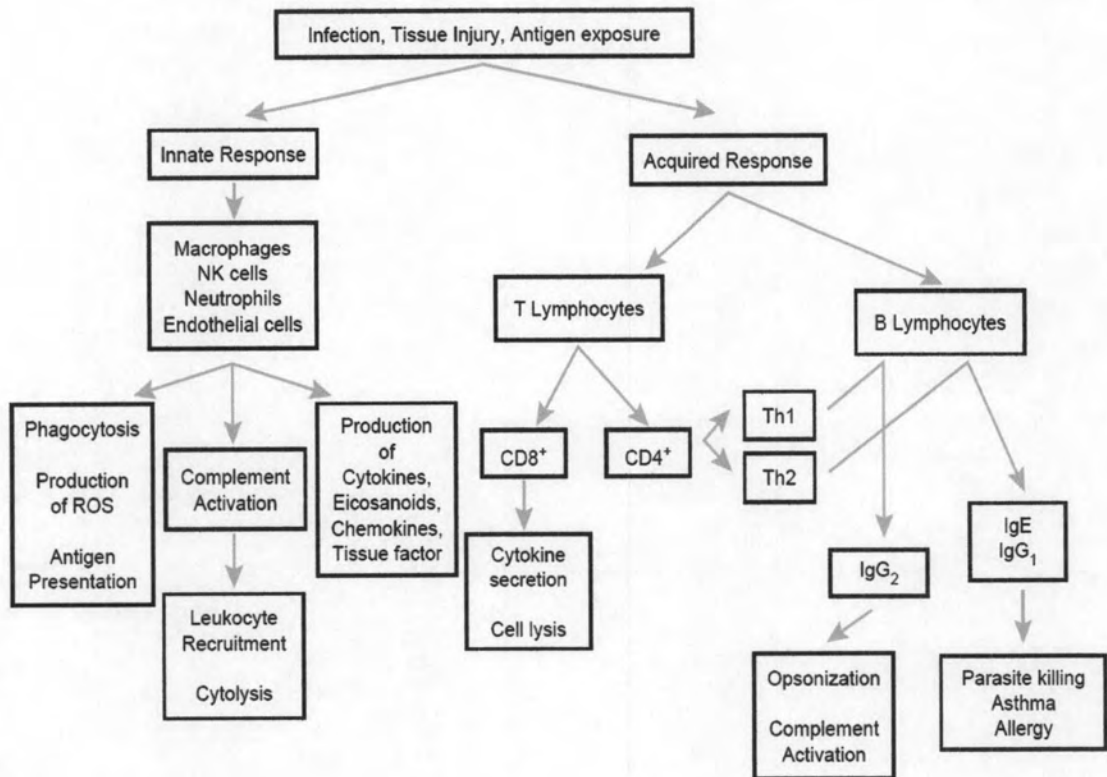 Infection, Tissue Injury, Antigen exposure
Innate Response
Acquired Response
Macrophages
NK cells
Neutrophils
Endothelial cells
T Lymphocytes
B Lymphocytes
Phagocytosis
Production
of ROS
Antigen
Presentation
Complement
Activation
Production
of
Cytokines,
Eicosanoids,
Chemokines,
Tissue factor
CD8⁺
CD4⁺
Th1
Th2
Leukocyte
Recruitment
Cytolysis
Cytokine
secretion
Cell lysis
IgG₂
IgE
IgG₁
Opsonization
Complement
Activation
Parasite killing
Asthma
Allergy